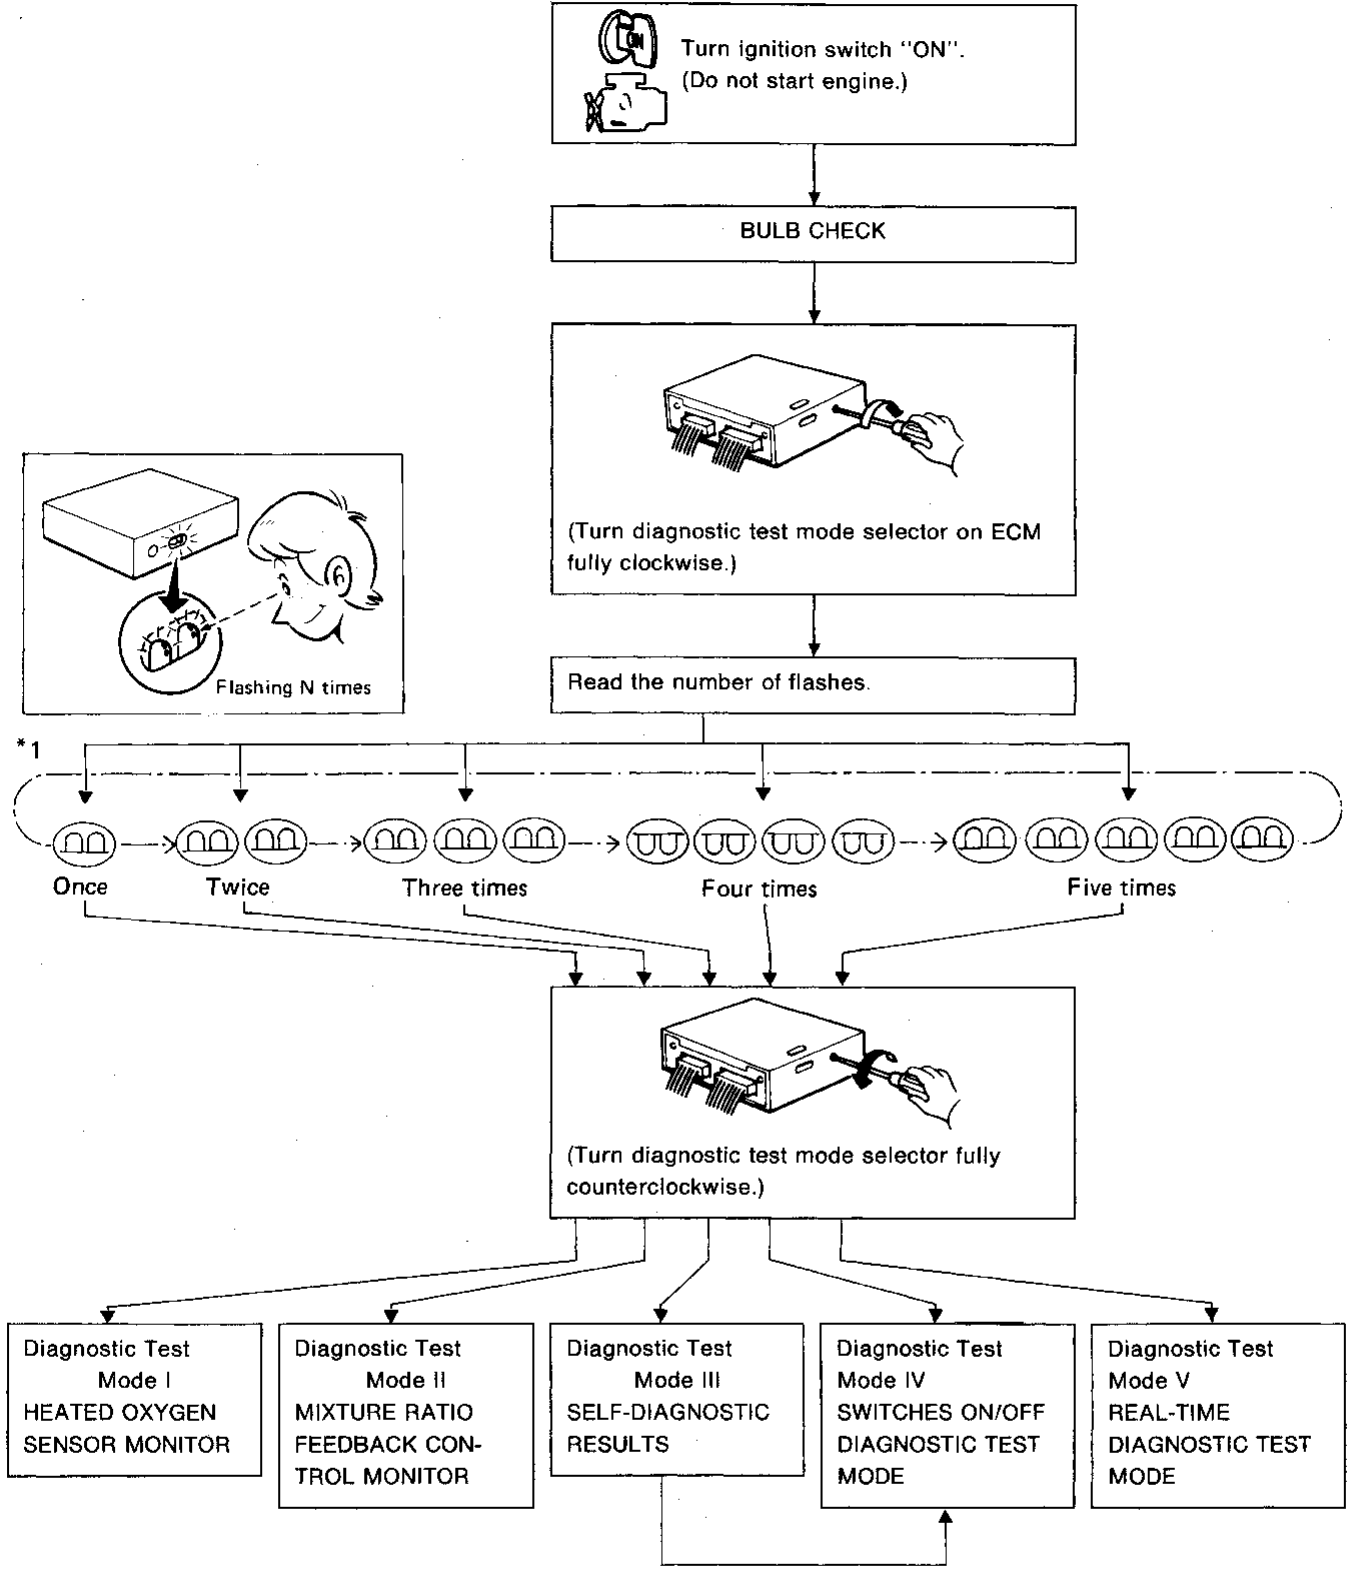 ON
Turn ignition switch "ON".
(Do not start engine.)
BULB CHECK
(Turn diagnostic test mode selector on ECM
fully clockwise.)
Flashing N times
Read the number of flashes.
*1
Once
Twice
Three times
Four times
Five times
(Turn diagnostic test mode selector fully
counterclockwise.)
Diagnostic Test
Mode I
HEATED OXYGEN
SENSOR MONITOR
Diagnostic Test
Mode II
MIXTURE RATIO
FEEDBACK CON-
TROL MONITOR
Diagnostic Test
Mode III
SELF-DIAGNOSTIC
RESULTS
Diagnostic Test
Mode IV
SWITCHES ON/OFF
DIAGNOSTIC TEST
MODE
Diagnostic Test
Mode V
REAL-TIME
DIAGNOSTIC TEST
MODE